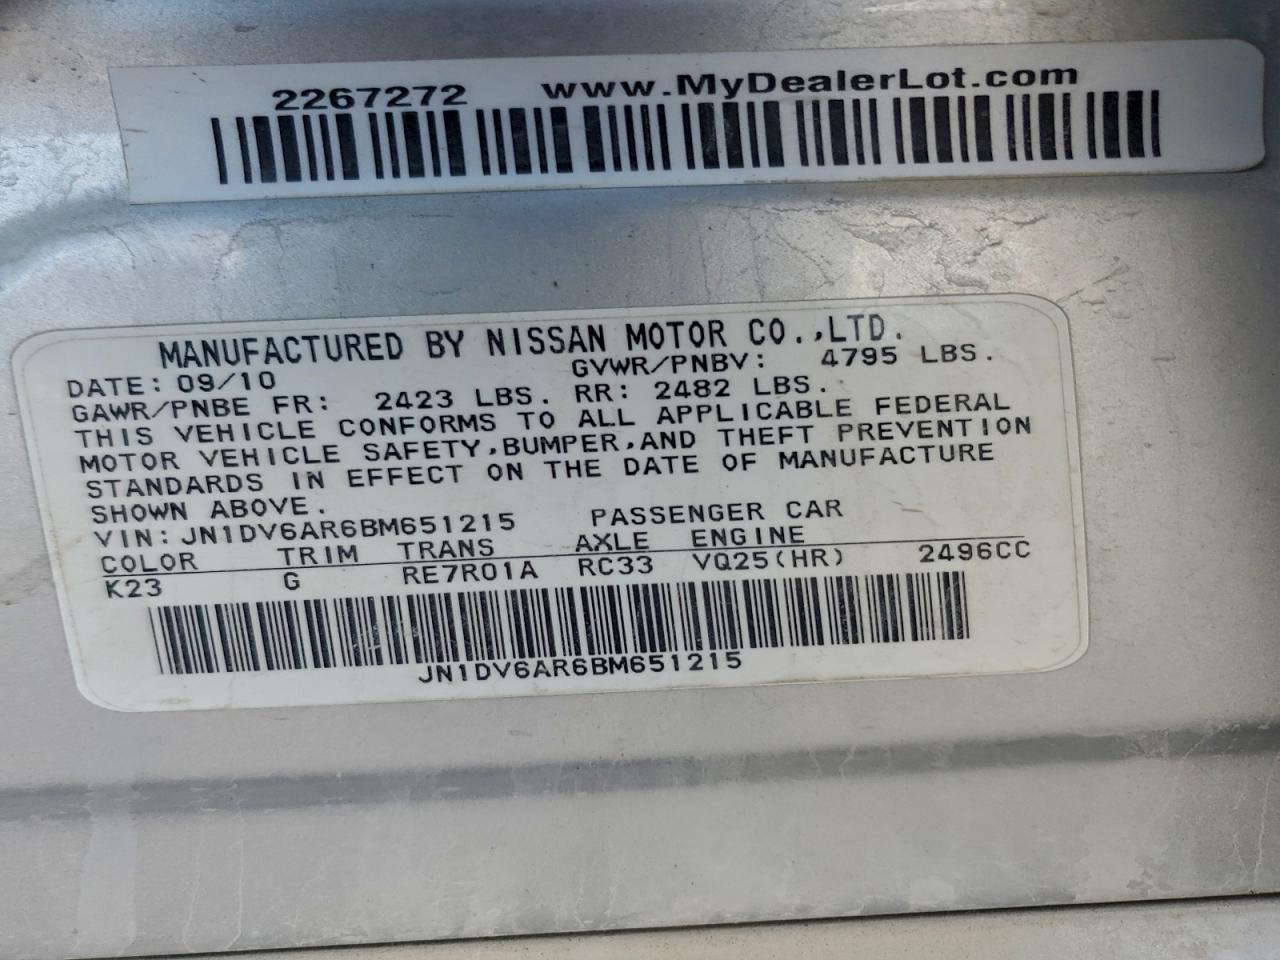 2267272 www.MyDealerLot.com
MANUFACTURED BY NISSAN MOTOR CO.,LTD.
DATE: 09/10 GVWR/PNBV: 4795 LBS.
GAWR/PNBE FR: 2423 LBS. RR: 2482 LBS.
THIS VEHICLE CONFORMS TO ALL APPLICABLE FEDERAL
MOTOR VEHICLE SAFETY,BUMPER,AND THEFT PREVENTION
STANDARDS IN EFFECT ON THE DATE OF MANUFACTURE
SHOWN ABOVE.
VIN: JN1DV6AR6BM651215 PASSENGER CAR
COLOR TRIM TRANS AXLE ENGINE
K23 G RE7R01A RC33 VQ25(HR) 2496CC
JN1DV6AR6BM651215